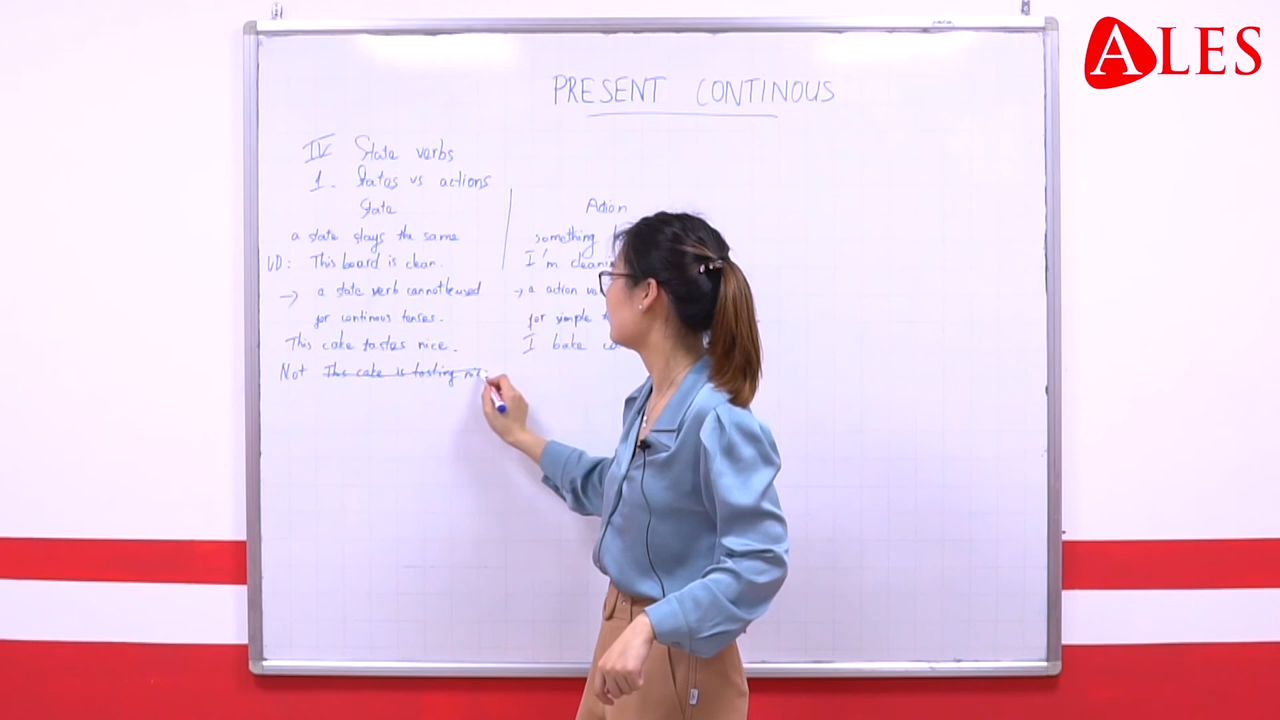 ALES
PRESENT CONTINOUS
IV State verbs
1. States vs actions
State
a state stays the same
VD: This board is clean.
→ a state verb cannot be used
for continous tenses.
This cake tastes nice.
Not This cake is tasting
Action
something
I'm
→ a action
for simple
I bake